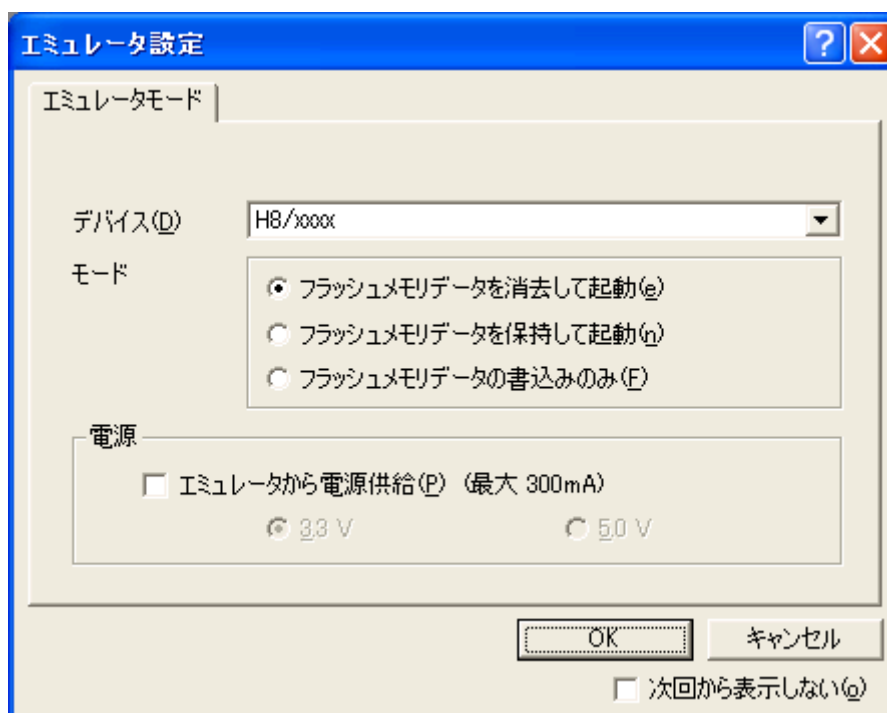 エミュレータ設定
エミュレータモード
デバイス(D) H8/xxxx
モード
フラッシュメモリデータを消去して起動(e)
フラッシュメモリデータを保持して起動(n)
フラッシュメモリデータの書込みのみ(F)
電源
エミュレータから電源供給(P) (最大 300mA)
3.3 V 5.0 V
OK キャンセル
次回から表示しない(o)